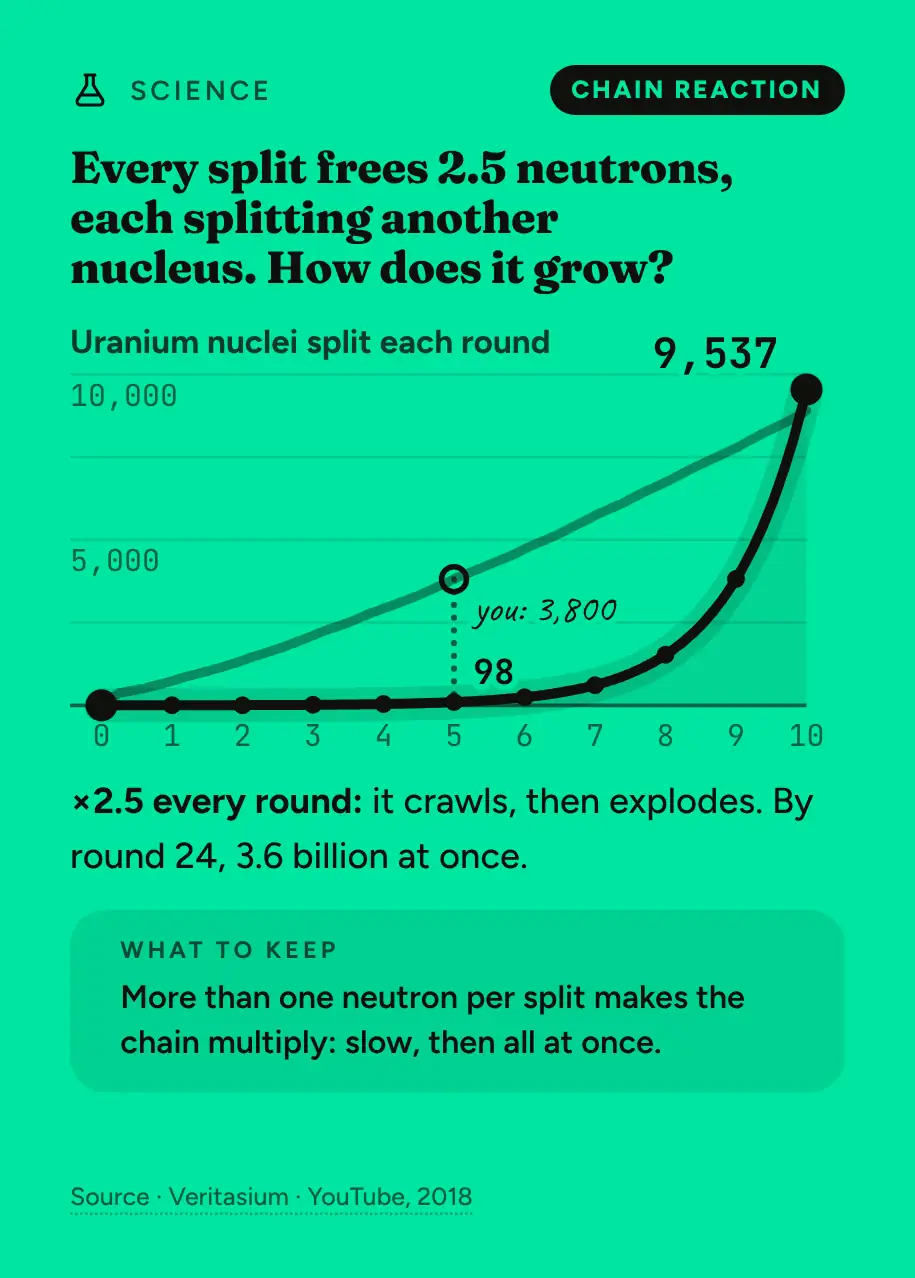 SCIENCE
CHAIN REACTION
Every split frees 2.5 neutrons,
each splitting another
nucleus. How does it grow?
Uranium nuclei split each round
9,537
10,000
5,000
you: 3,800
98
0 1 2 3 4 5 6 7 8 9 10
×2.5 every round: it crawls, then explodes. By
round 24, 3.6 billion at once.
WHAT TO KEEP
More than one neutron per split makes the
chain multiply: slow, then all at once.
Source · Veritasium · YouTube, 2018